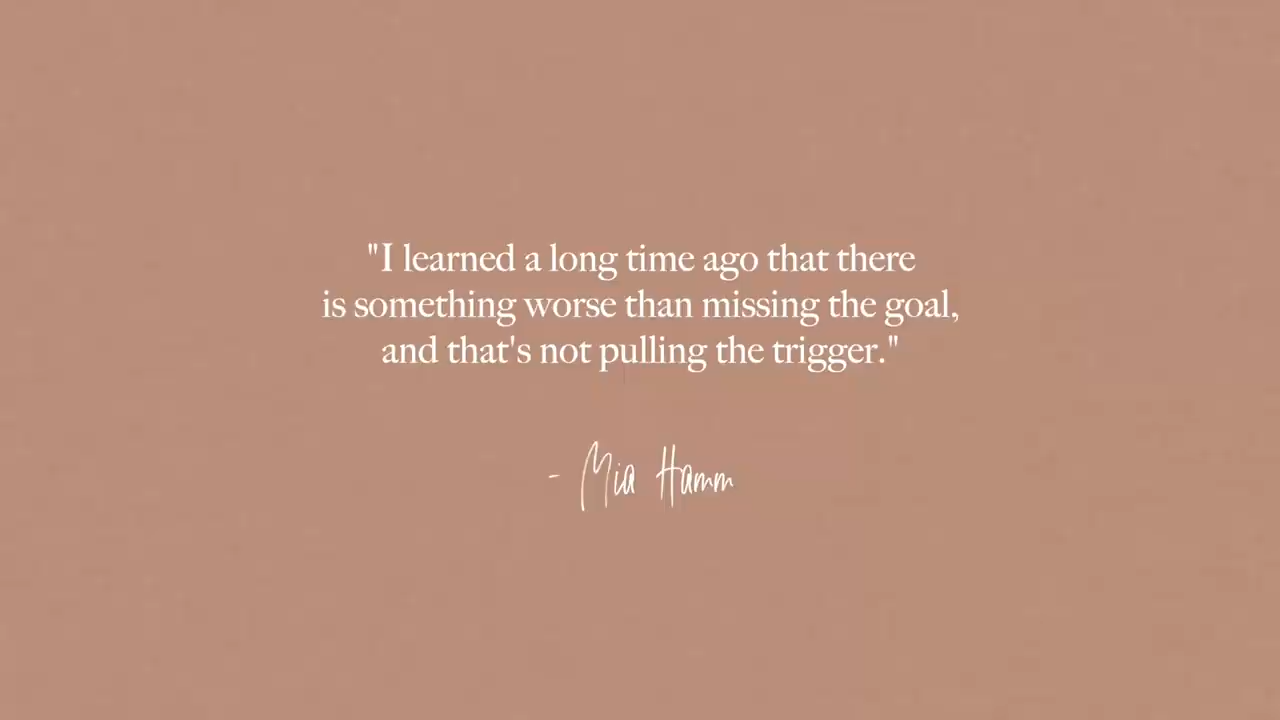 "I learned a long time ago that there
is something worse than missing the goal,
and that's not pulling the trigger."
- Mia Hamm